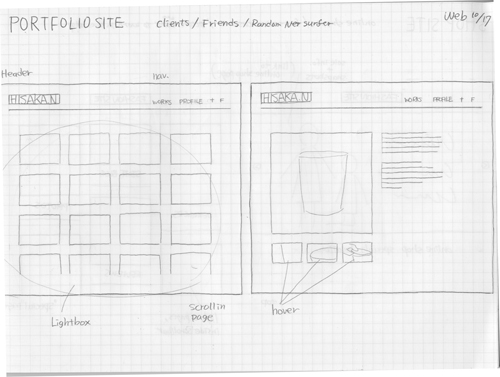 PORTFOLIO SITE Clients / Friends / Random Net surfer Web 10/17
Header nav.
HISAKA.N WORKS PROFILE T F
HISAKA.N WORKS PROFILE T F
Lightbox
Scrollin
page
hover